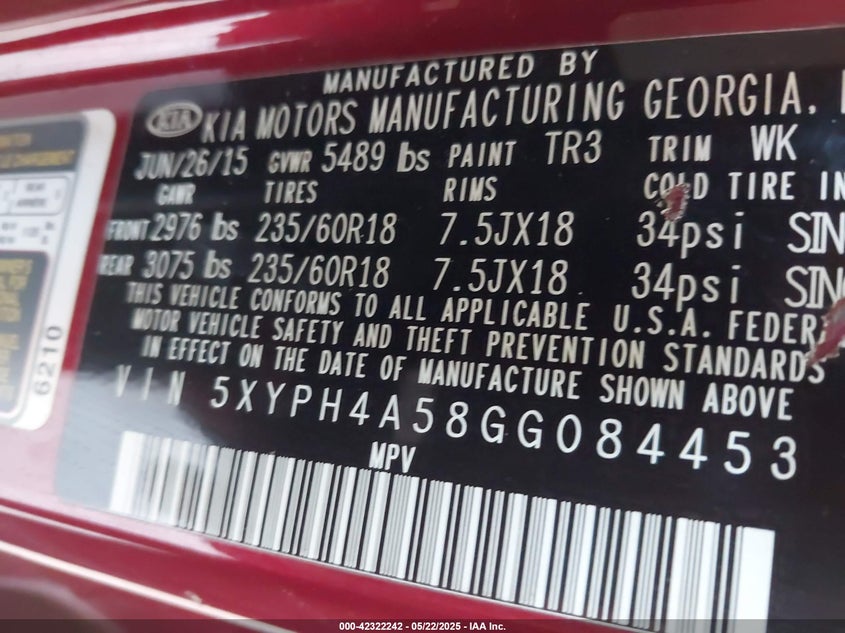 MANUFACTURED BY
KIA KIA MOTORS MANUFACTURING GEORGIA,
JUN/26/15 GVWR 5489 lbs PAINT TR3 TRIM WK
GAWR TIRES RIMS COLD TIRE
FRONT 2976 lbs 235/60R18 7.5JX18 34psi
REAR 3075 lbs 235/60R18 7.5JX18 34psi
THIS VEHICLE CONFORMS TO ALL APPLICABLE U.S.A.
MOTOR VEHICLE SAFETY AND THEFT PREVENTION STANDARDS
IN EFFECT ON THE DATE OF MANUFACTURE SHOWN ABOVE
VIN 5XYPH4A58GG084453
MPV
6210
000-42322242 - 05/22/2025 - IAA Inc.